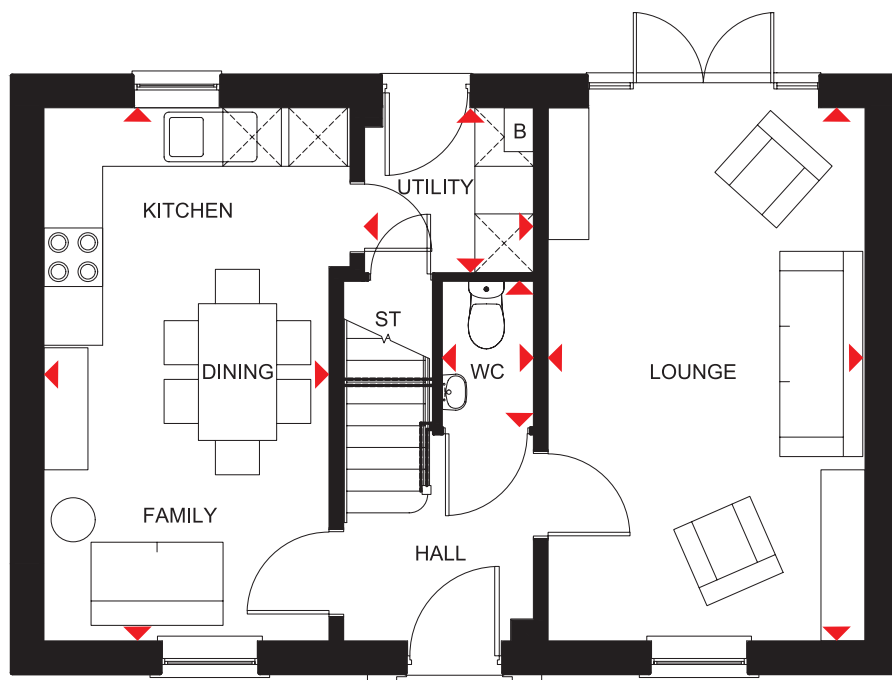 B
UTILITY
KITCHEN
ST
DINING
WC
LOUNGE
FAMILY
HALL